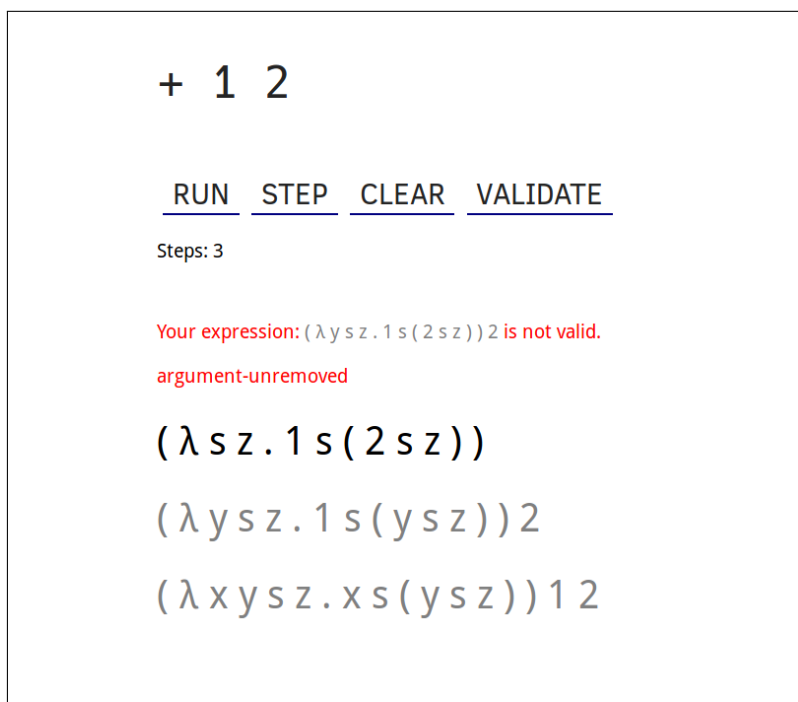 + 1 2
RUN STEP CLEAR VALIDATE
Steps: 3
Your expression: ( λ y s z . 1 s ( 2 s z ) ) 2 is not valid.
argument-unremoved
( λ s z . 1 s ( 2 s z ) )
( λ y s z . 1 s ( y s z ) ) 2
( λ x y s z . x s ( y s z ) ) 1 2